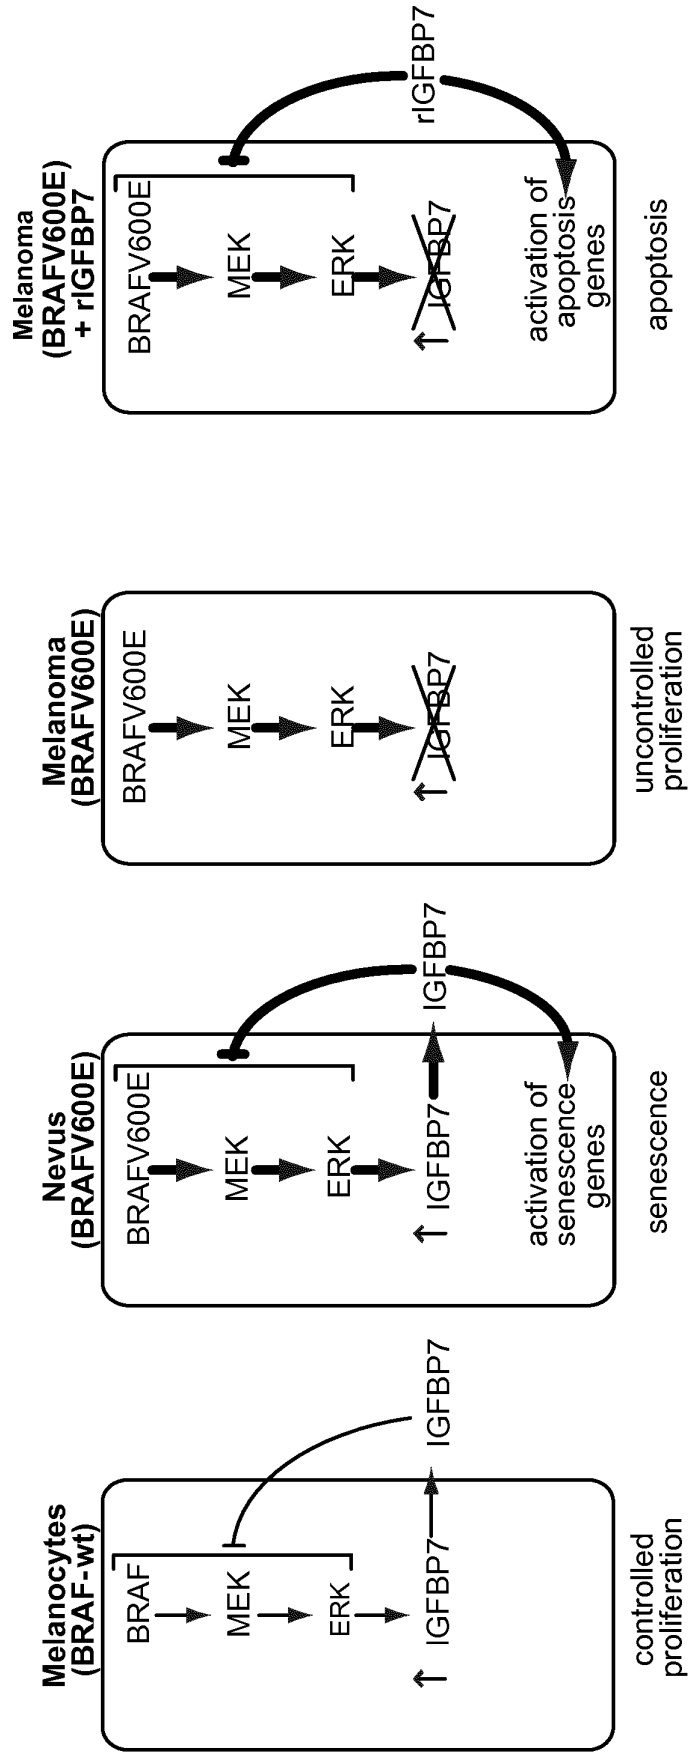 Melanocytes
(BRAF-wt)
BRAF
MEK
ERK
↑ IGFBP7
IGFBP7
controlled
proliferation
Nevus
(BRAFV600E)
BRAFV600E
MEK
ERK
↑ IGFBP7
IGFBP7
activation of
senescence
genes
senescence
Melanoma
(BRAFV600E)
BRAFV600E
MEK
ERK
↑ IGFBP7
uncontrolled
proliferation
Melanoma
(BRAFV600E)
+ rIGFBP7
BRAFV600E
MEK
ERK
↑ IGFBP7
rIGFBP7
activation of
apoptosis
genes
apoptosis